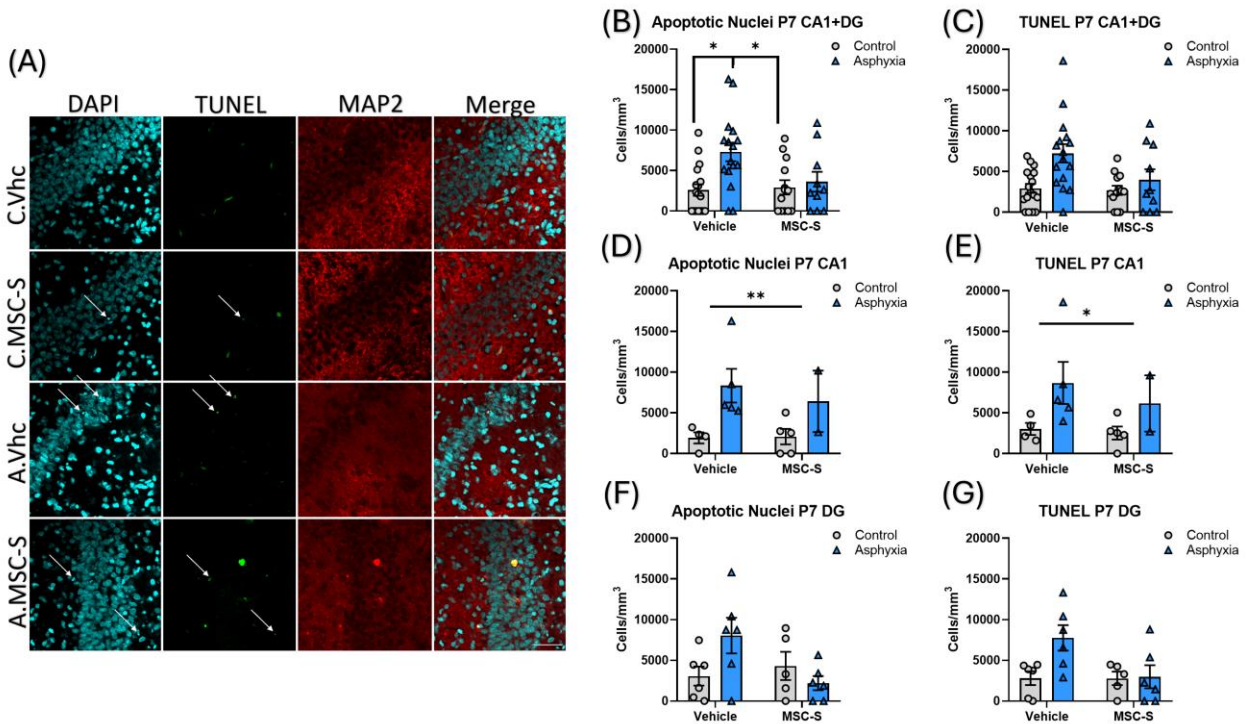 (A)
DAPI TUNEL MAP2 Merge
C.Vhc
C.MSC-S
A.Vhc
A.MSC-S
(B)
Apoptotic Nuclei P7 CA1+DG
Control
Asphyxia
Cells/mm³
20000
15000
10000
5000
0
* *
Vehicle MSC-S
(C)
TUNEL P7 CA1+DG
Control
Asphyxia
Cells/mm³
20000
15000
10000
5000
0
Vehicle MSC-S
(D)
Apoptotic Nuclei P7 CA1
Control
Asphyxia
Cells/mm³
20000
15000
10000
5000
0
**
Vehicle MSC-S
(E)
TUNEL P7 CA1
Control
Asphyxia
Cells/mm³
20000
15000
10000
5000
0
*
Vehicle MSC-S
(F)
Apoptotic Nuclei P7 DG
Control
Asphyxia
Cells/mm³
20000
15000
10000
5000
0
Vehicle MSC-S
(G)
TUNEL P7 DG
Control
Asphyxia
Cells/mm³
20000
15000
10000
5000
0
Vehicle MSC-S